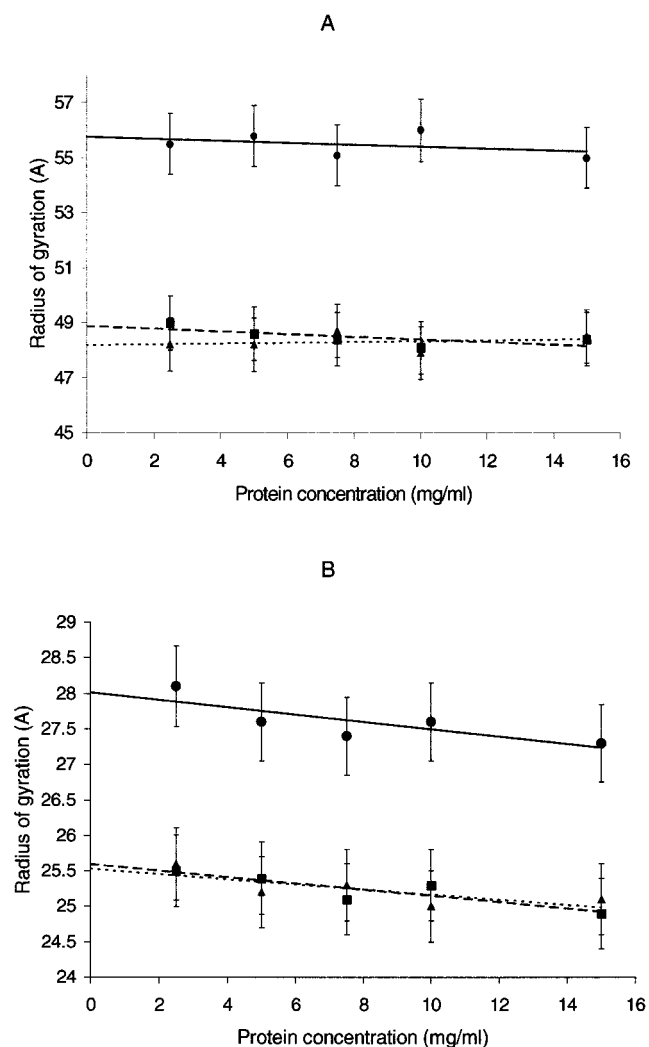 A
57
55
53
51
49
47
45
Radius of gyration (A)
0 2 4 6 8 10 12 14 16
Protein concentration (mg/ml)
B
29
28.5
28
27.5
27
26.5
26
25.5
25
24.5
24
Radius of gyration (A)
0 2 4 6 8 10 12 14 16
Protein concentration (mg/ml)